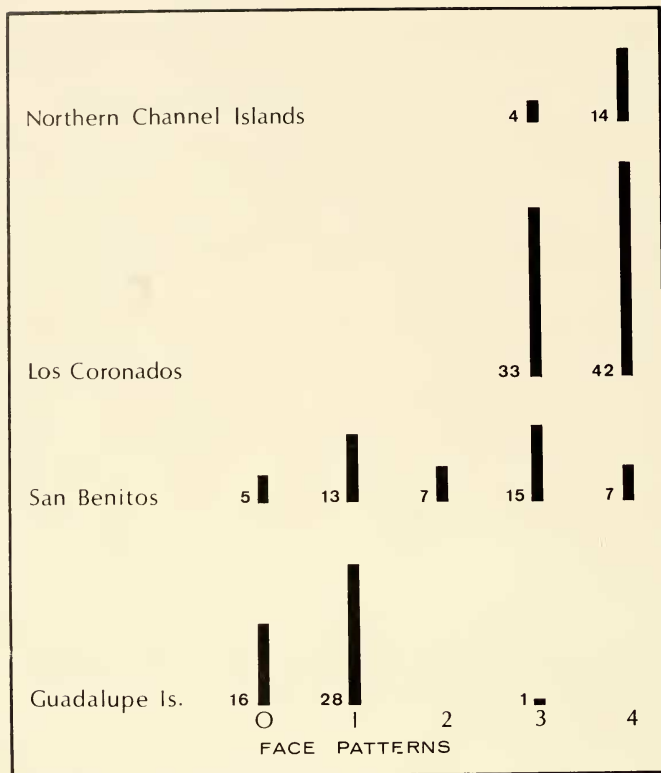 Northern Channel Islands 4 14
Los Coronados 33 42
San Benitos 5 13 7 15 7
Guadalupe Is. 16 28 1
0 1 2 3 4
FACE PATTERNS